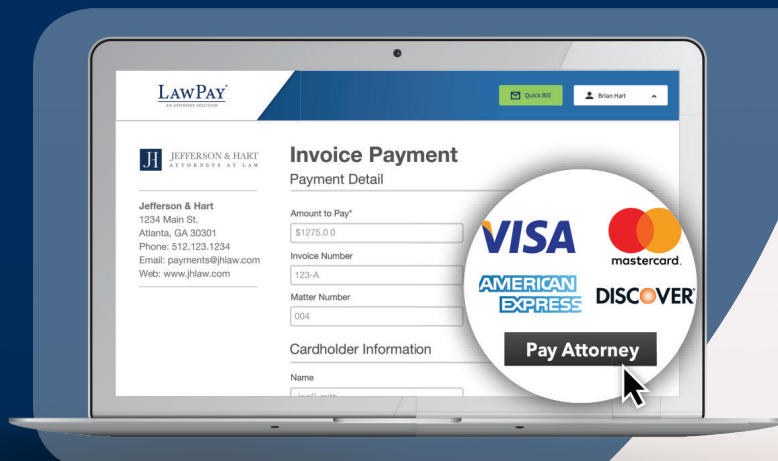 LAWPAY
AN AFFINIPAY SOLUTION
Quick Bill
Brian Hart
JH
JEFFERSON & HART
ATTORNEYS AT LAW
Jefferson & Hart
1234 Main St.
Atlanta, GA 30301
Phone: 512.123.1234
Email: payments@jhlaw.com
Web: www.jhlaw.com
Invoice Payment
Payment Detail
Amount to Pay*
$1275.0 0
Invoice Number
123-A
Matter Number
004
Cardholder Information
Name
VISA
mastercard.
AMERICAN
EXPRESS
DISCOVER
Pay Attorney